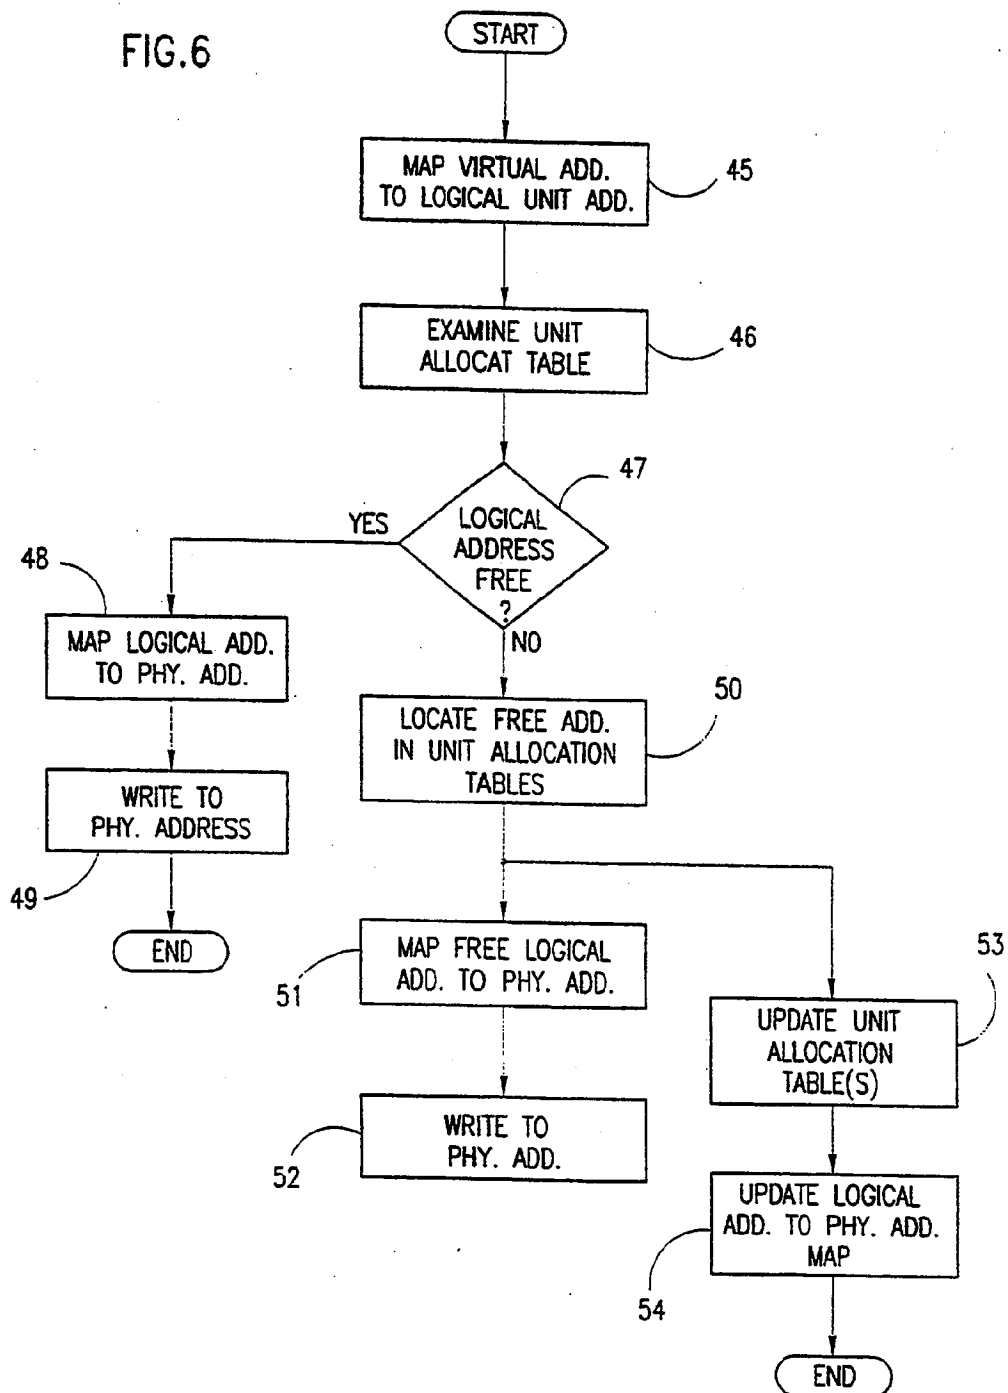 FIG.6
START
MAP VIRTUAL ADD.
TO LOGICAL UNIT ADD.
45
EXAMINE UNIT
ALLOCAT TABLE
46
47
LOGICAL
ADDRESS
FREE
?
YES
NO
48
MAP LOGICAL ADD.
TO PHY. ADD.
WRITE TO
PHY. ADDRESS
49
END
50
LOCATE FREE ADD.
IN UNIT ALLOCATION
TABLES
MAP FREE LOGICAL
ADD. TO PHY. ADD.
51
WRITE TO
PHY. ADD.
52
53
UPDATE UNIT
ALLOCATION
TABLE(S)
UPDATE LOGICAL
ADD. TO PHY. ADD.
MAP
54
END